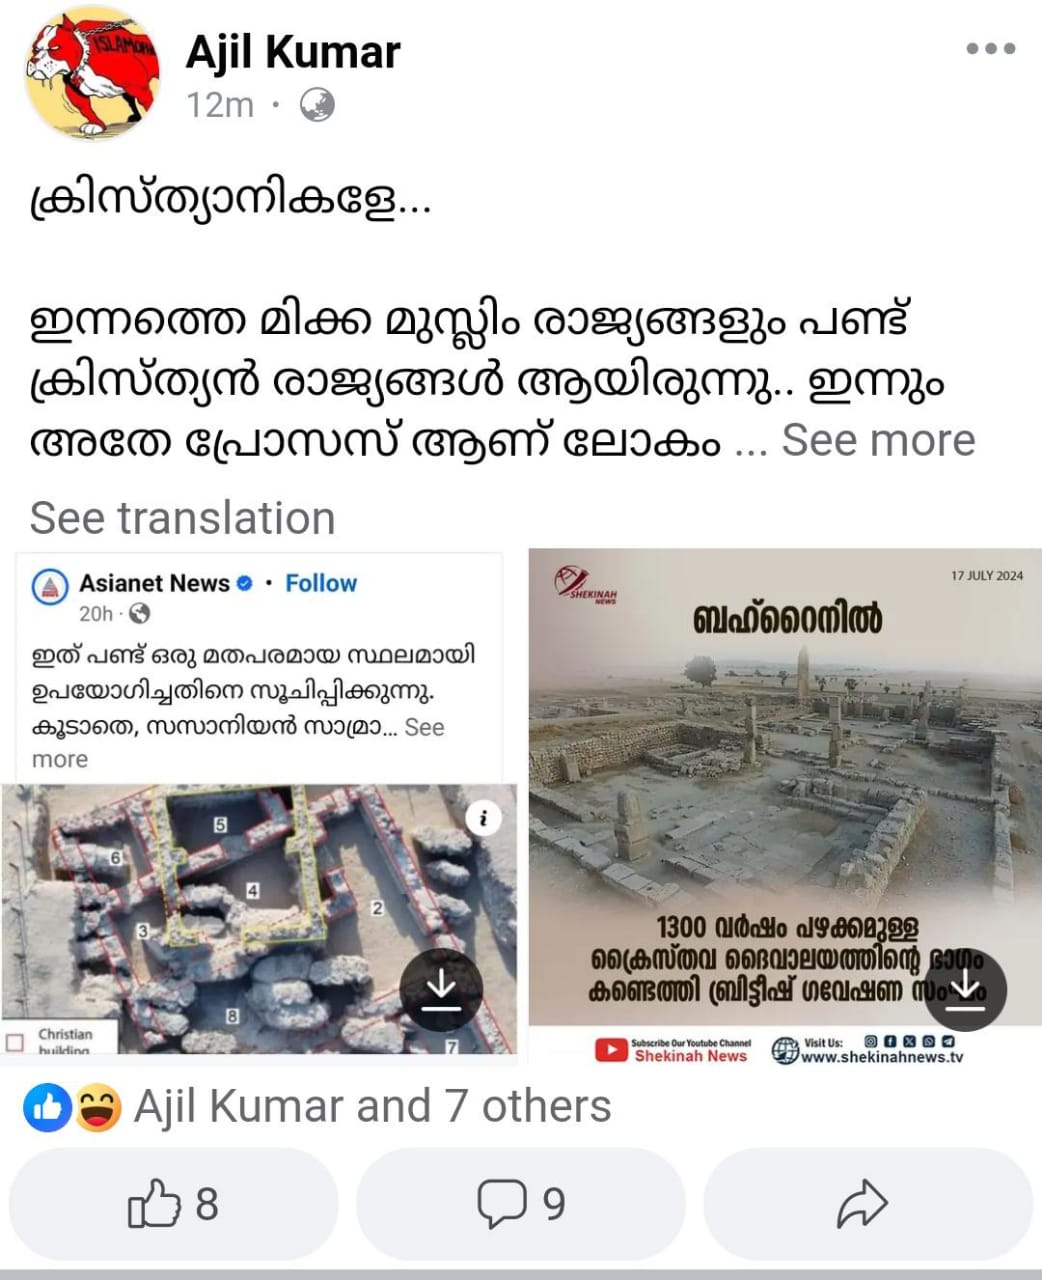 ISLAMOPH
Ajil Kumar
12m ·
ക്രിസ്ത്യാനികളേ...
ഇന്നത്തെ മിക്ക മുസ്ലിം രാജ്യങ്ങളും പണ്ട്
ക്രിസ്ത്യൻ രാജ്യങ്ങൾ ആയിരുന്നു.. ഇന്നും
അതേ പ്രോസസ് ആണ് ലോകം ... See more
See translation
Asianet News · Follow
20h ·
ഇത് പണ്ട് ഒരു മതപരമായ സ്ഥലമായി
ഉപയോഗിച്ചതിനെ സൂചിപ്പിക്കുന്നു.
കൂടാതെ, സസാനിയൻ സാമ്രാ... See
more
5
6
4
2
3
8
7
Christian
building
SHEKINAH
NEWS
17 JULY 2024
ബഹ്റൈനിൽ
1300 വർഷം പഴക്കമുള്ള
ക്രൈസ്തവ ദൈവാലയത്തിന്റെ ഭാഗം
കണ്ടെത്തി ബ്രിട്ടീഷ് ഗവേഷണ
Subscribe Our Youtube Channel
Shekinah News
Visit Us:
www.shekinahnews.tv
Ajil Kumar and 7 others
8
9